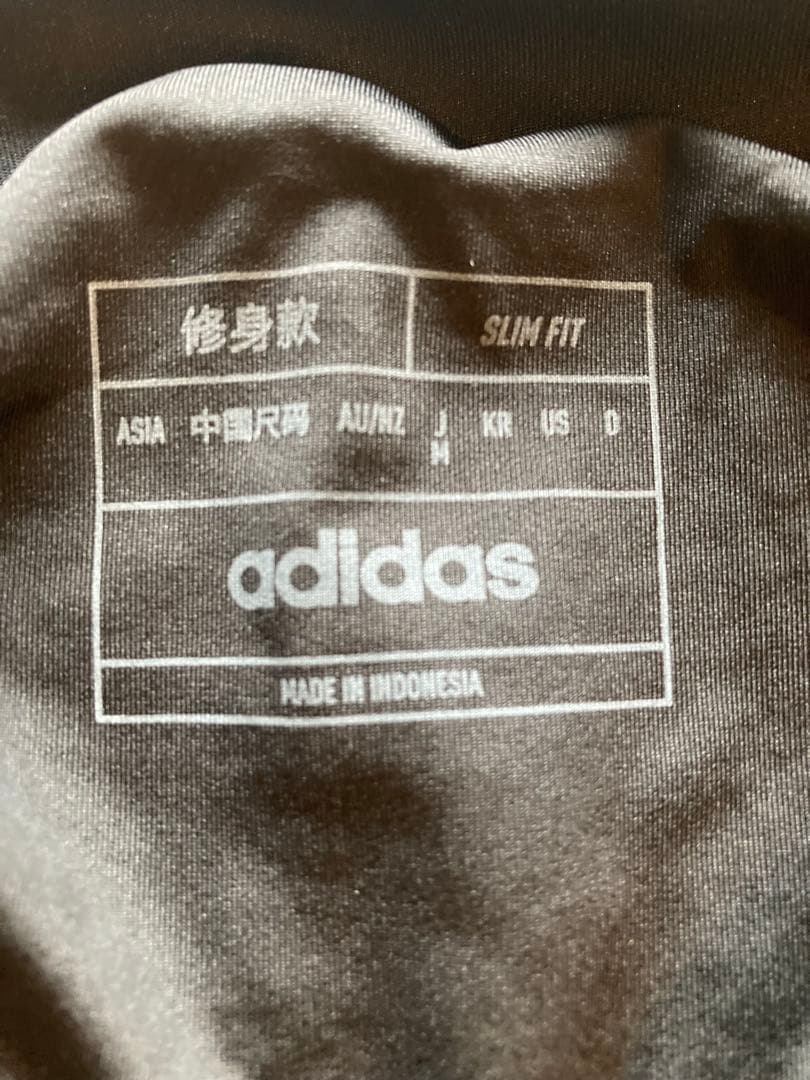 修身款 SLIM FIT
ASIA 中國尺码 AU/NZ J KR US D
M
adidas
MADE IN INDONESIA